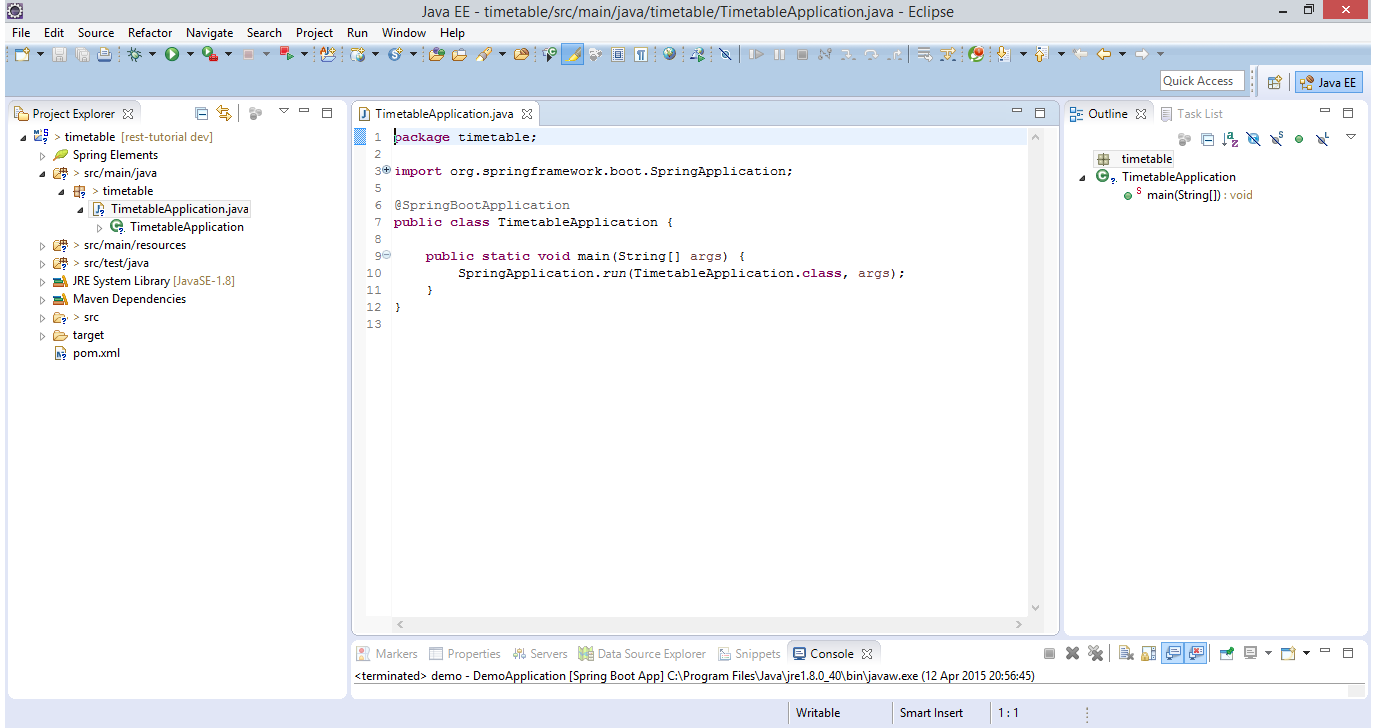 Java EE - timetable/src/main/java/timetable/TimetableApplication.java - Eclipse
File Edit Source Refactor Navigate Search Project Run Window Help
Quick Access
Java EE
Project Explorer
> timetable [rest-tutorial dev]
Spring Elements
> src/main/java
> timetable
TimetableApplication.java
TimetableApplication
> src/main/resources
> src/test/java
JRE System Library [JavaSE-1.8]
Maven Dependencies
> src
target
pom.xml
TimetableApplication.java
1 package timetable;
2
3 import org.springframework.boot.SpringApplication;
5
6 @SpringBootApplication
7 public class TimetableApplication {
8
9 public static void main(String[] args) {
10 SpringApplication.run(TimetableApplication.class, args);
11 }
12 }
13
Outline Task List
timetable
TimetableApplication
main(String[]) : void
Markers Properties Servers Data Source Explorer Snippets Console
<terminated> demo - DemoApplication [Spring Boot App] C:\Program Files\Java\jre1.8.0_40\bin\javaw.exe (12 Apr 2015 20:56:45)
Writable Smart Insert 1 : 1